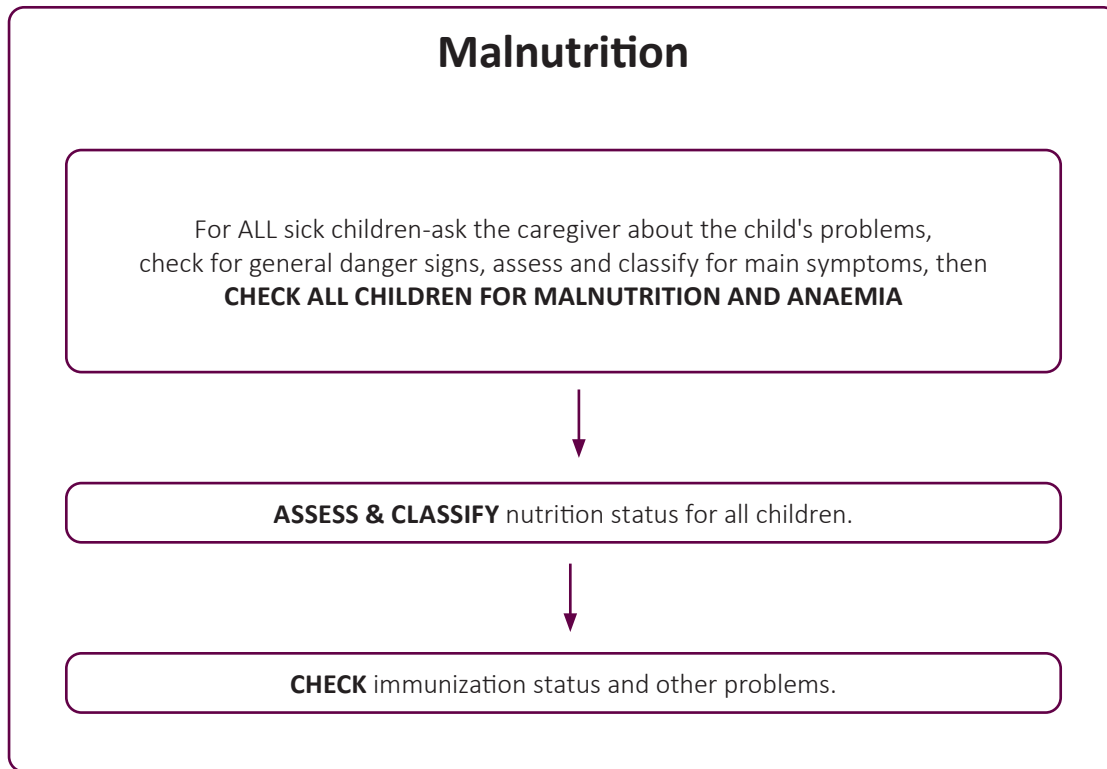 Malnutrition
For ALL sick children-ask the caregiver about the child's problems,
check for general danger signs, assess and classify for main symptoms, then
CHECK ALL CHILDREN FOR MALNUTRITION AND ANAEMIA
ASSESS & CLASSIFY nutrition status for all children.
CHECK immunization status and other problems.